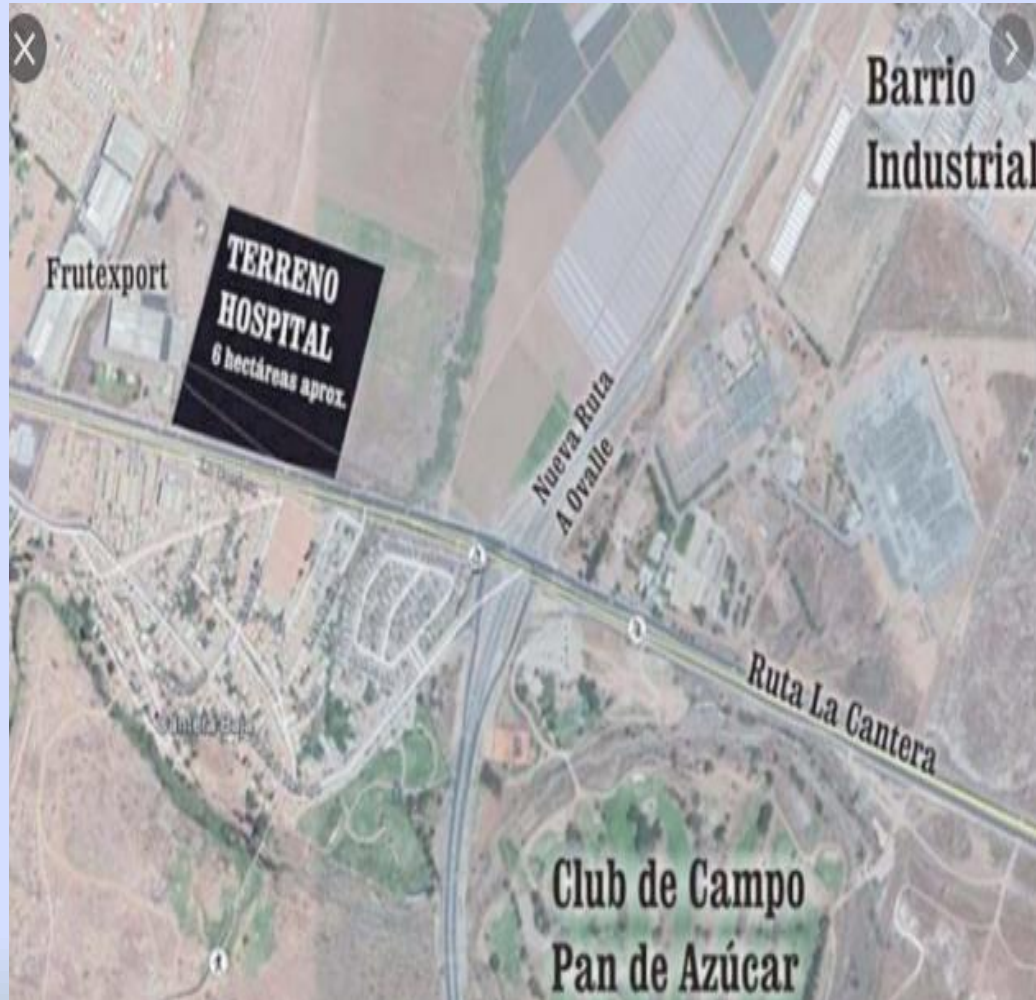 Barrio
Industrial
Frutexport
TERRENO
HOSPITAL
6 hectáreas aprox.
Nueva Ruta
A Ovalle
Ruta La Cantera
Club de Campo
Pan de Azúcar